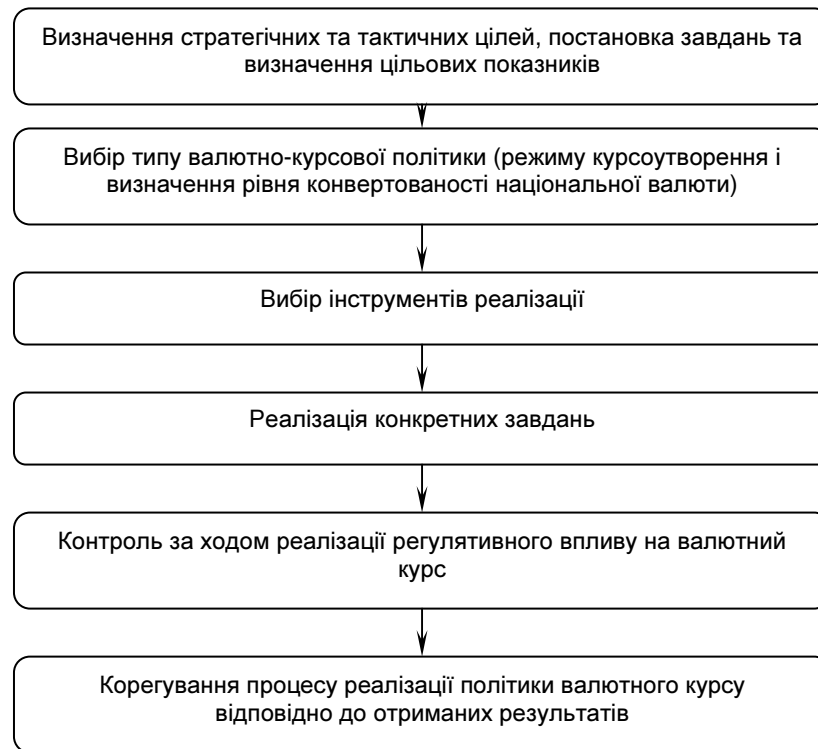 Визначення стратегічних та тактичних цілей, постановка завдань та
визначення цільових показників
Вибір типу валютно-курсової політики (режиму курсоутворення і
визначення рівня конвертованості національної валюти)
Вибір інструментів реалізації
Реалізація конкретних завдань
Контроль за ходом реалізації регулятивного впливу на валютний
курс
Корегування процесу реалізації політики валютного курсу
відповідно до отриманих результатів